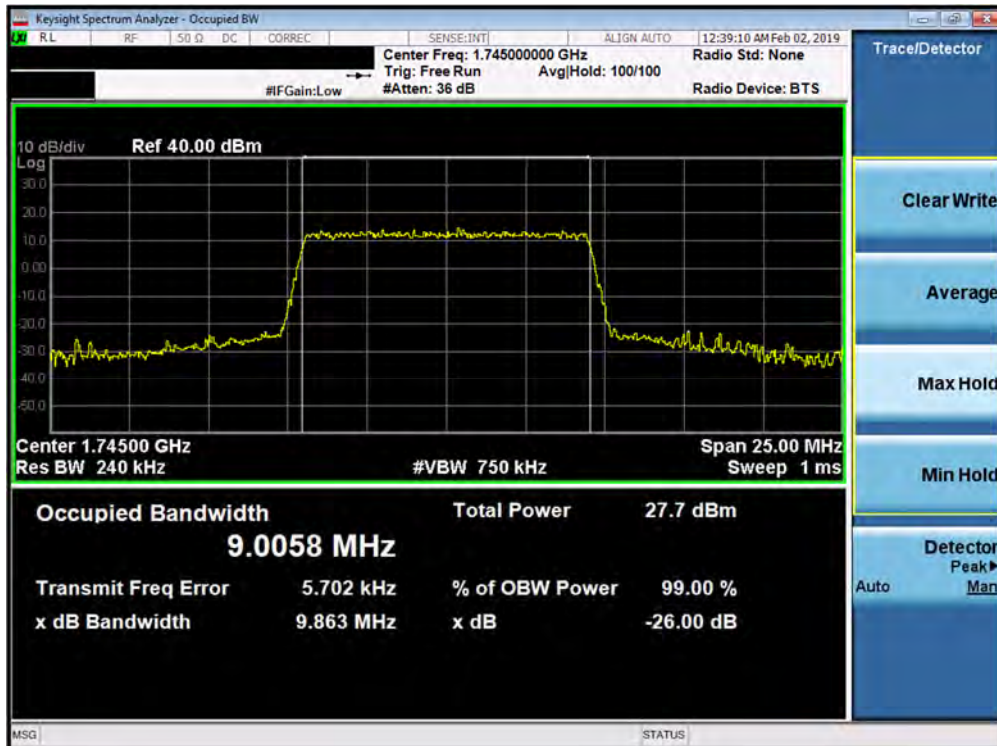 Keysight Spectrum Analyzer - Occupied BW
LXI RL RF 50 Ω DC CORREC SENSE:INT ALIGN AUTO 12:39:10 AM Feb 02, 2019
Center Freq: 1.745000000 GHz Radio Std: None
Trig: Free Run Avg|Hold: 100/100
#IFGain:Low #Atten: 36 dB Radio Device: BTS
10 dB/div Ref 40.00 dBm
Log
30.0
20.0
10.0
0.00
-10.0
-20.0
-30.0
-40.0
-50.0
Center 1.74500 GHz Span 25.00 MHz
Res BW 240 kHz #VBW 750 kHz Sweep 1 ms
Occupied Bandwidth Total Power 27.7 dBm
9.0058 MHz
Transmit Freq Error 5.702 kHz % of OBW Power 99.00 %
x dB Bandwidth 9.863 MHz x dB -26.00 dB
MSG STATUS
Trace/Detector
Clear Write
Average
Max Hold
Min Hold
Detector
Peak▶
Auto Man